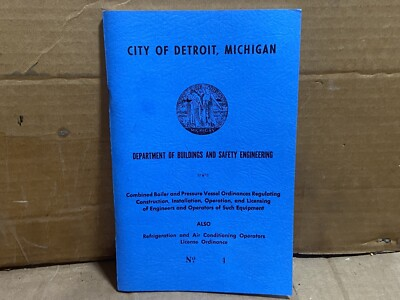 CITY OF DETROIT, MICHIGAN
MICHIGAN
DEPARTMENT OF BUILDINGS AND SAFETY ENGINEERING
Combined Boiler and Pressure Vessel Ordinances Regulating
Construction, Installation, Operation, and Licensing
of Engineers and Operators of Such Equipment
ALSO
Refrigeration and Air Conditioning Operators
License Ordinance
Nº 1